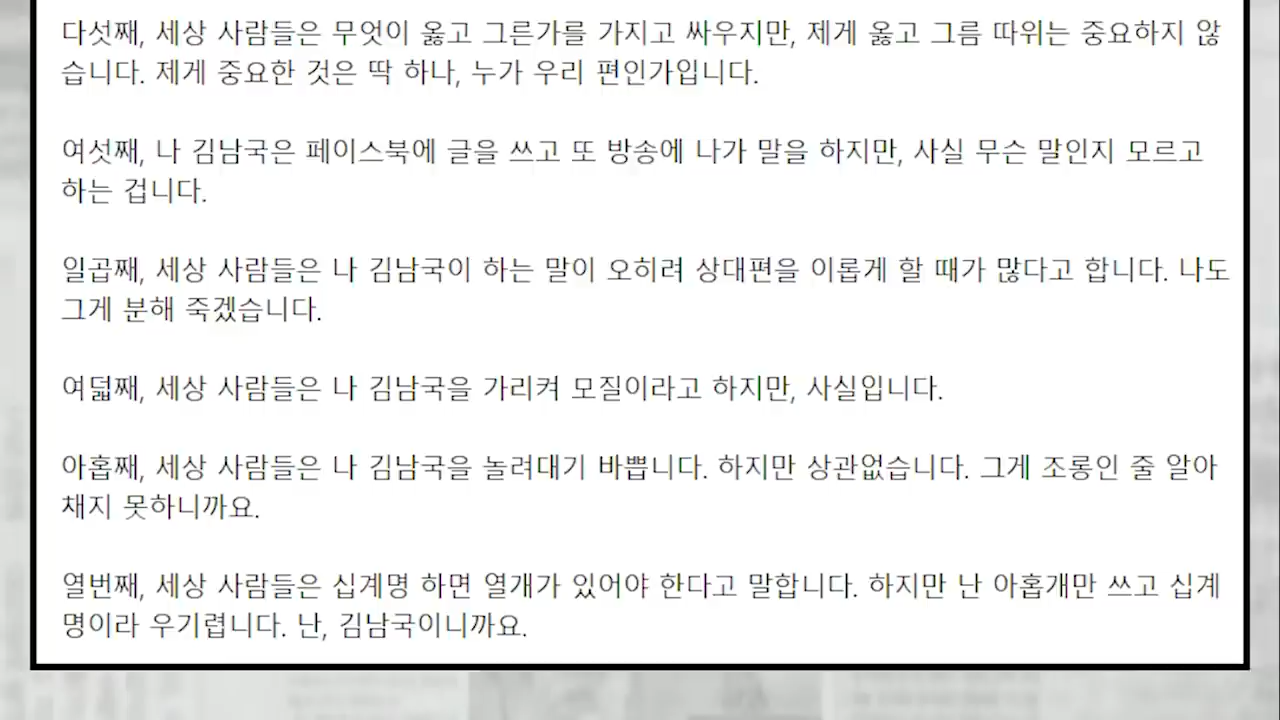 다섯째, 세상 사람들은 무엇이 옳고 그른가를 가지고 싸우지만, 제게 옳고 그름 따위는 중요하지 않
습니다. 제게 중요한 것은 딱 하나, 누가 우리 편인가입니다.
여섯째, 나 김남국은 페이스북에 글을 쓰고 또 방송에 나가 말을 하지만, 사실 무슨 말인지 모르고
하는 겁니다.
일곱째, 세상 사람들은 나 김남국이 하는 말이 오히려 상대편을 이롭게 할 때가 많다고 합니다. 나도
그게 분해 죽겠습니다.
여덟째, 세상 사람들은 나 김남국을 가리켜 모질이라고 하지만, 사실입니다.
아홉째, 세상 사람들은 나 김남국을 놀려대기 바쁩니다. 하지만 상관없습니다. 그게 조롱인 줄 알아
채지 못하니까요.
열번째, 세상 사람들은 십계명 하면 열개가 있어야 한다고 말합니다. 하지만 난 아홉개만 쓰고 십계
명이라 우기렵니다. 난, 김남국이니까요.